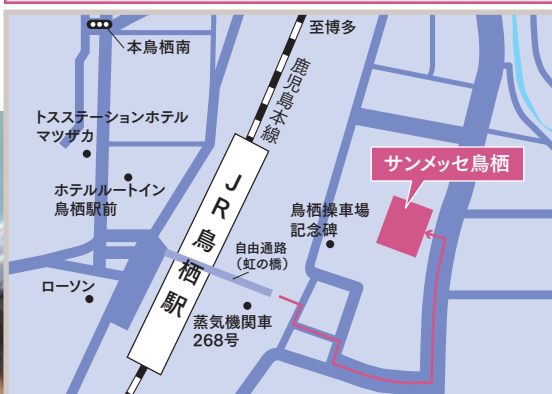 本鳥栖南
至博多
鹿児島本線
トスステーションホテル
マツザカ
サンメッセ鳥栖
ホテルルートイン
鳥栖駅前
JR鳥栖駅
鳥栖操車場
記念碑
自由通路
（虹の橋）
ローソン
蒸気機関車
268号